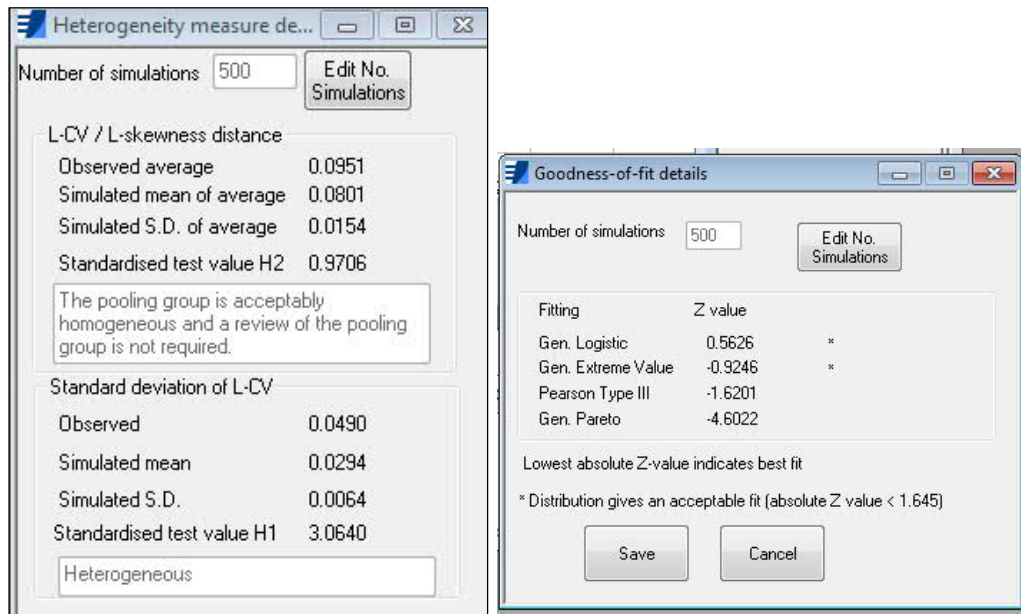 Heterogeneity measure de...
Number of simulations 500 Edit No. Simulations
L-CV / L-skewness distance
Observed average 0.0951
Simulated mean of average 0.0801
Simulated S.D. of average 0.0154
Standardised test value H2 0.9706
The pooling group is acceptably
homogeneous and a review of the pooling
group is not required.
Standard deviation of L-CV
Observed 0.0490
Simulated mean 0.0294
Simulated S.D. 0.0064
Standardised test value H1 3.0640
Heterogeneous
Goodness-of-fit details
Number of simulations 500 Edit No. Simulations
Fitting Z value
Gen. Logistic 0.5626 *
Gen. Extreme Value -0.9246 *
Pearson Type III -1.6201
Gen. Pareto -4.6022
Lowest absolute Z-value indicates best fit
* Distribution gives an acceptable fit (absolute Z value < 1.645)
Save Cancel